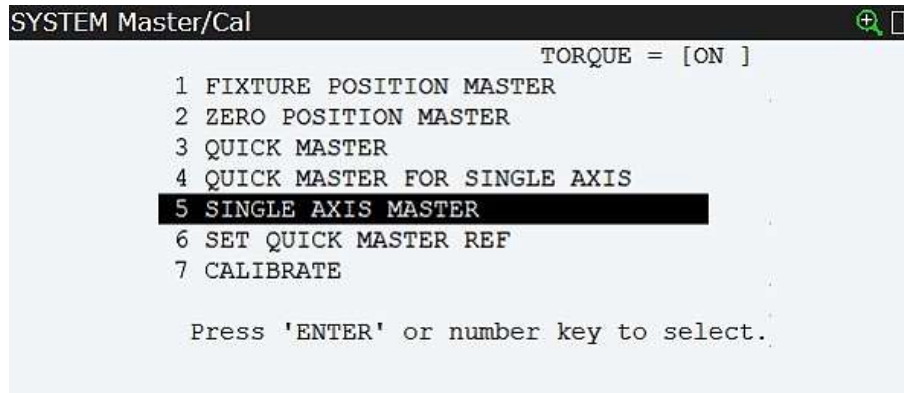 SYSTEM Master/Cal
TORQUE = [ON ]
1 FIXTURE POSITION MASTER
2 ZERO POSITION MASTER
3 QUICK MASTER
4 QUICK MASTER FOR SINGLE AXIS
5 SINGLE AXIS MASTER
6 SET QUICK MASTER REF
7 CALIBRATE
Press 'ENTER' or number key to select.